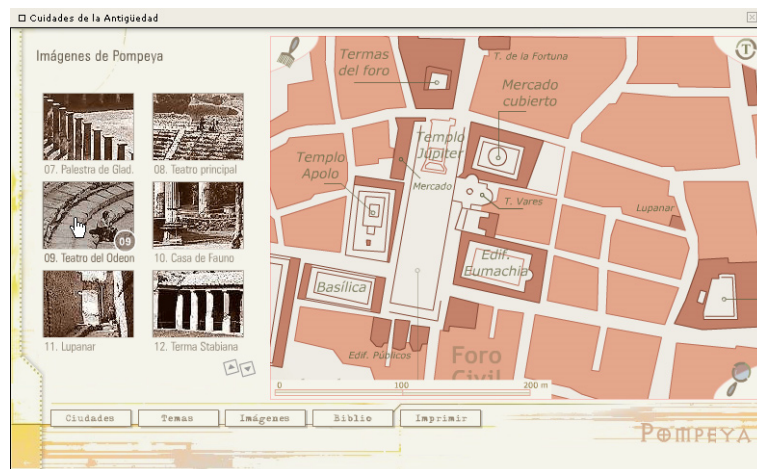 Cuidades de la Antigüedad
Imágenes de Pompeya
07. Palestra de Glad.
08. Teatro principal
09
09. Teatro del Odeon
10. Casa de Fauno
11. Lupanar
12. Terma Stabiana
Termas
del foro
T. de la Fortuna
T
Mercado
cubierto
Templo
Júpiter
Templo
Apolo
Mercado
T. Vares
Lupanar
Edif.
Eumachia
Basílica
Edif. Públicos
Foro
Civil
0 100 200 m
Ciudades
Temas
Imágenes
Biblio
Imprimir
POMPEYA